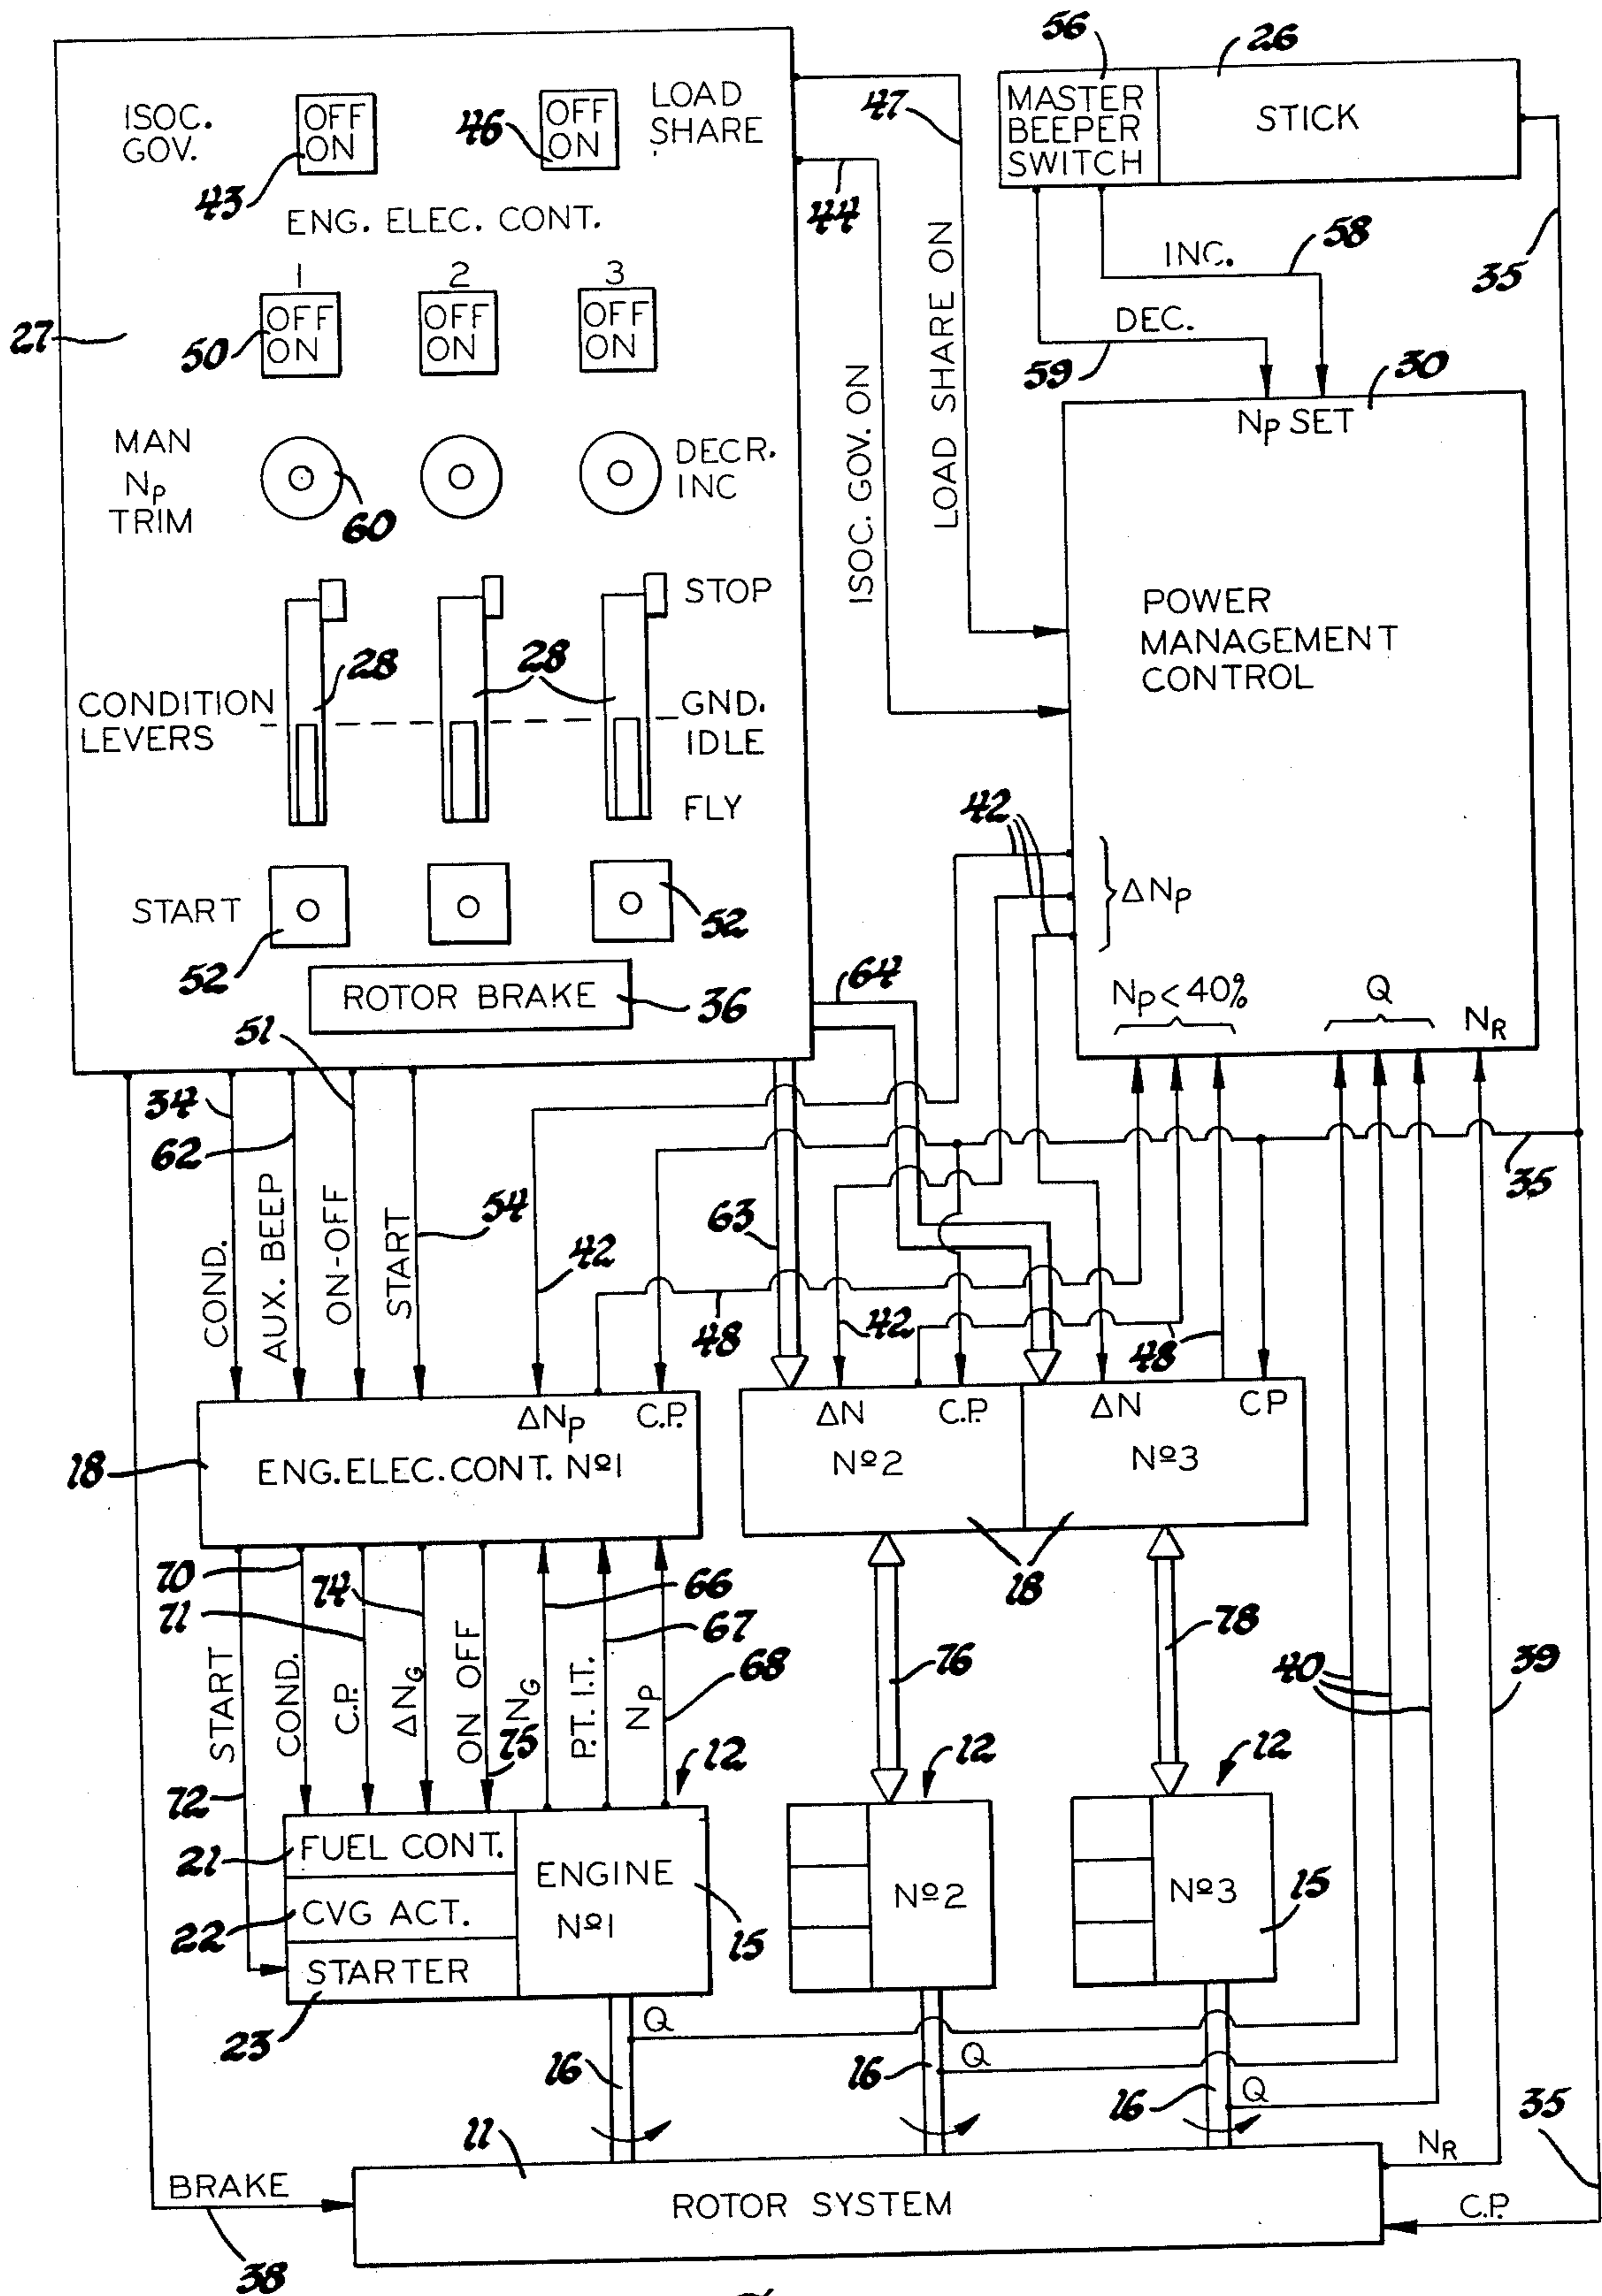 56
26
MASTER
BEEPER
SWITCH
STICK
47
44
ISOC.
GOV.
OFF
ON
43
46
OFF
ON
LOAD
SHARE
ENG. ELEC. CONT.
1
2
3
27
50
OFF
ON
OFF
ON
OFF
ON
MAN
Np
TRIM
60
DECR.
INC
STOP
28
28
CONDITION
LEVERS
GND.
IDLE
FLY
START
52
52
ROTOR BRAKE
36
ISOC. GOV. ON
LOAD SHARE ON
INC.
58
DEC.
59
35
30
Np SET
POWER
MANAGEMENT
CONTROL
42
ΔNp
Np < 40%
Q
NR
64
51
34
62
COND.
AUX. BEEP
ON-OFF
START
54
42
63
48
42
48
35
ΔNp
C.P.
18
ENG. ELEC. CONT. Nº1
ΔN
C.P.
Nº2
ΔN
CP
Nº3
18
70
71
74
66
67
68
START
COND.
C.P.
ΔNG
ON OFF
75
NG
P.T.I.T.
NP
76
78
40
39
72
12
12
12
21
FUEL CONT.
22
CVG ACT.
STARTER
23
ENGINE
Nº1
15
Nº2
Nº3
15
Q
Q
Q
16
16
16
11
ROTOR SYSTEM
BRAKE
38
NR
C.P.
35